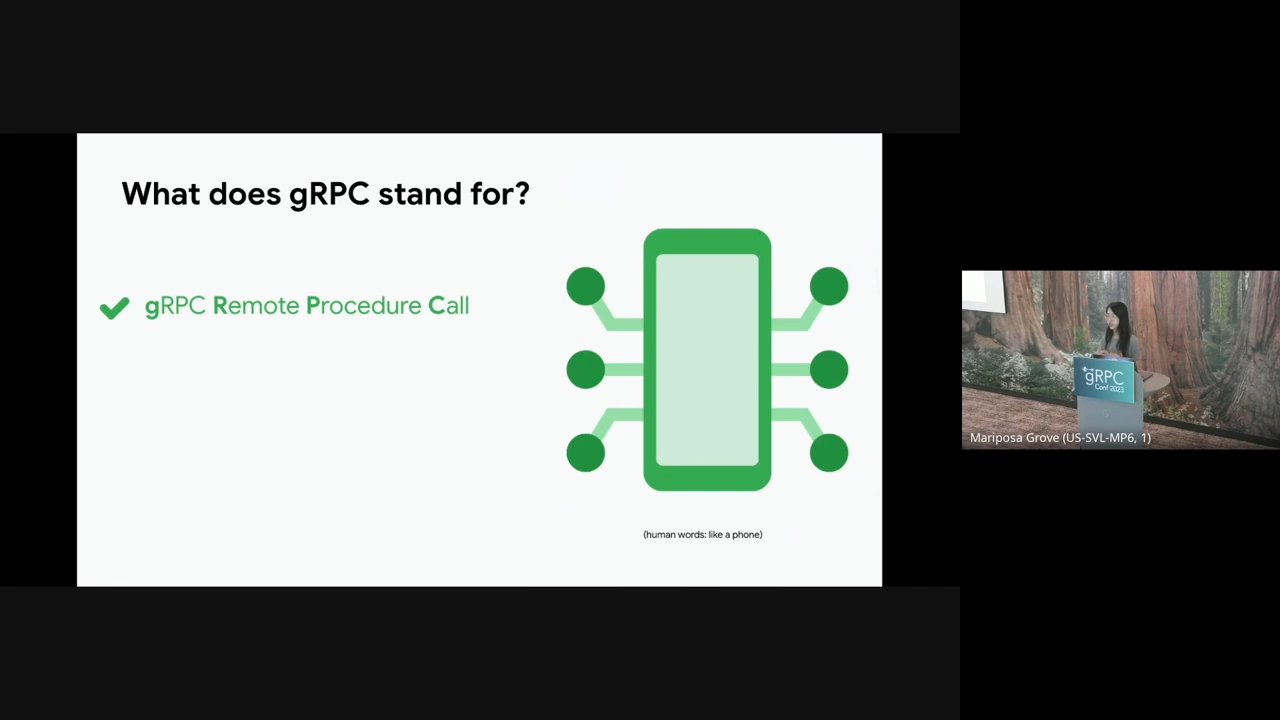 What does gRPC stand for?
gRPC Remote Procedure Call
(human words: like a phone)
gRPC
Conf 2023
Mariposa Grove (US-SVL-MP6, 1)